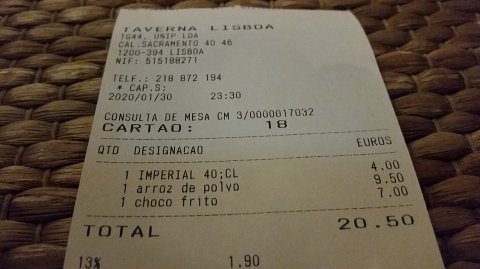 TAVERNA LISBOA
TG44, UNIP LDA
CAL.SACRAMENTO 40 46
1200-394 LISBOA
NIF: 515188271
TELF.: 218 872 194
* CAP.S:
2020/01/30 23:30
CONSULTA DE MESA CM 3/0000017032
CARTAO: 18
QTD DESIGNACAO EUROS
1 IMPERIAL 40;CL 4.00
1 arroz de polvo 9.50
1 choco frito 7.00
TOTAL 20.50
13% 1.90